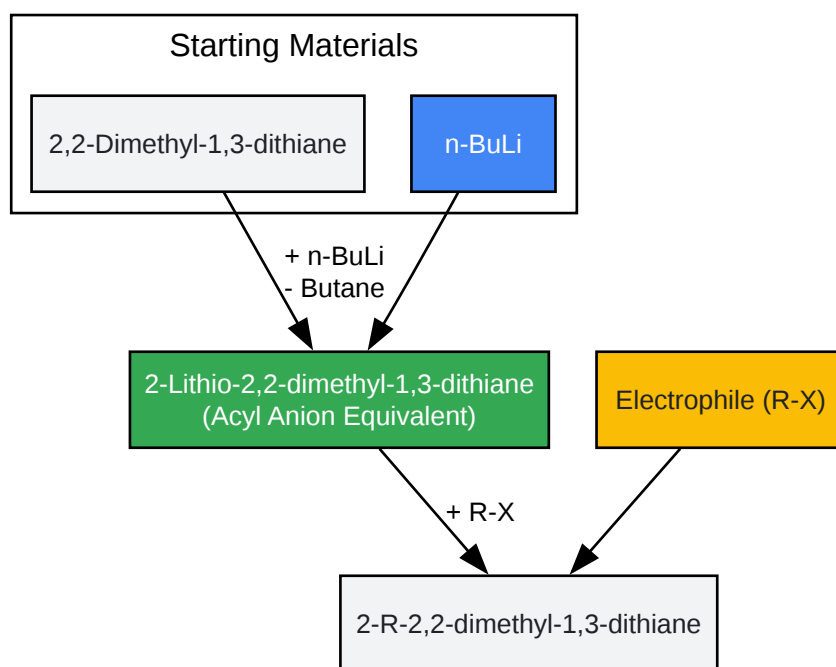 Starting Materials
2,2-Dimethyl-1,3-dithiane
n-BuLi
+ n-BuLi
- Butane
2-Lithio-2,2-dimethyl-1,3-dithiane
(Acyl Anion Equivalent)
Electrophile (R-X)
+ R-X
2-R-2,2-dimethyl-1,3-dithiane